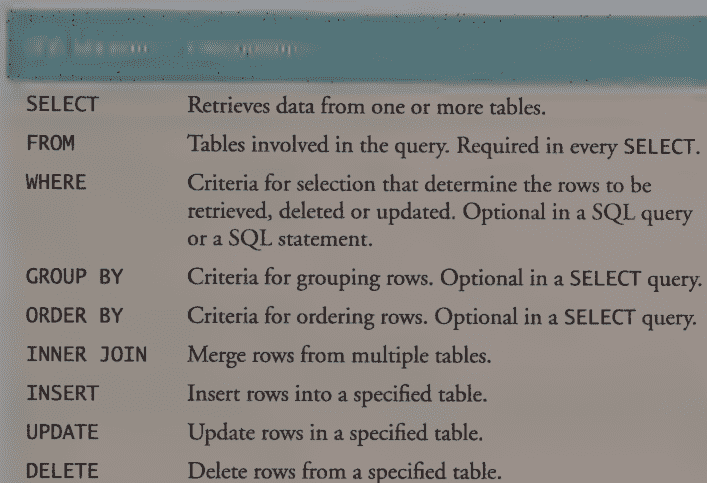 SELECT Retrieves data from one or more tables.
FROM Tables involved in the query. Required in every SELECT.
WHERE Criteria for selection that determine the rows to be
retrieved, deleted or updated. Optional in a SQL query
or a SQL statement.
GROUP BY Criteria for grouping rows. Optional in a SELECT query.
ORDER BY Criteria for ordering rows. Optional in a SELECT query.
INNER JOIN Merge rows from multiple tables.
INSERT Insert rows into a specified table.
UPDATE Update rows in a specified table.
DELETE Delete rows from a specified table.